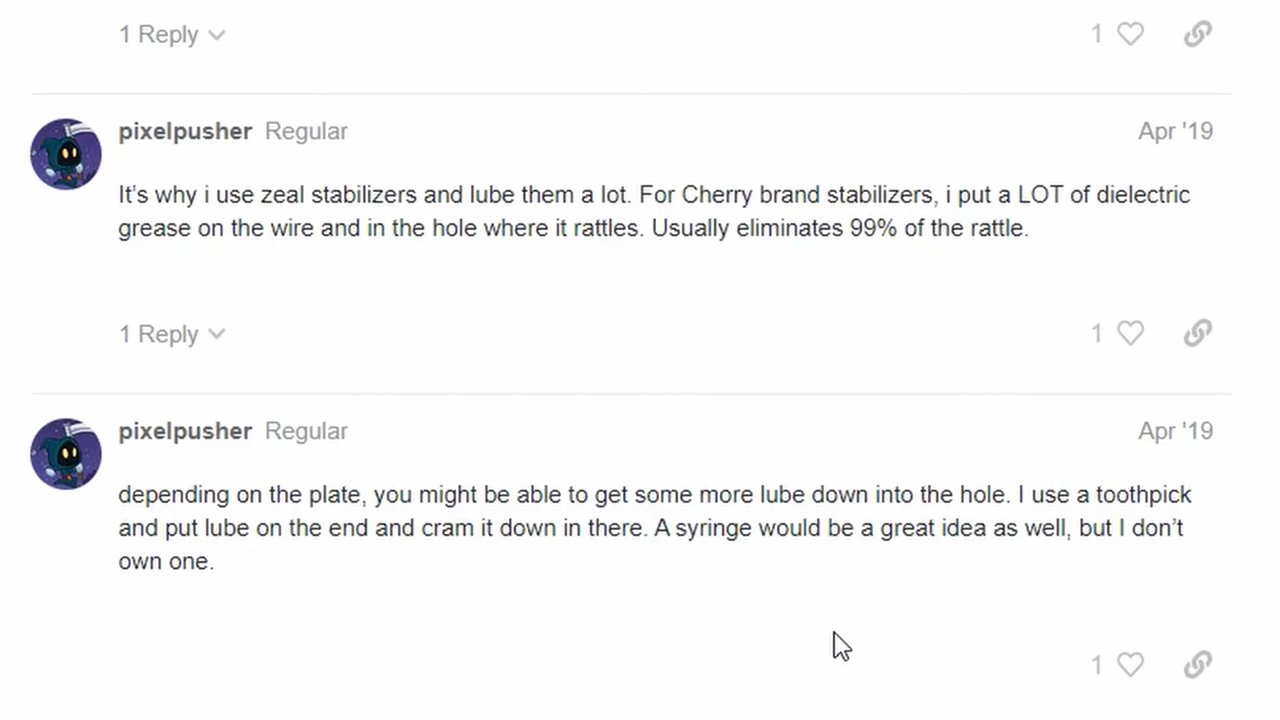 1 Reply 1
pixelpusher Regular Apr '19
It’s why i use zeal stabilizers and lube them a lot. For Cherry brand stabilizers, i put a LOT of dielectric
grease on the wire and in the hole where it rattles. Usually eliminates 99% of the rattle.
1 Reply 1
pixelpusher Regular Apr '19
depending on the plate, you might be able to get some more lube down into the hole. I use a toothpick
and put lube on the end and cram it down in there. A syringe would be a great idea as well, but I don’t
own one.
1